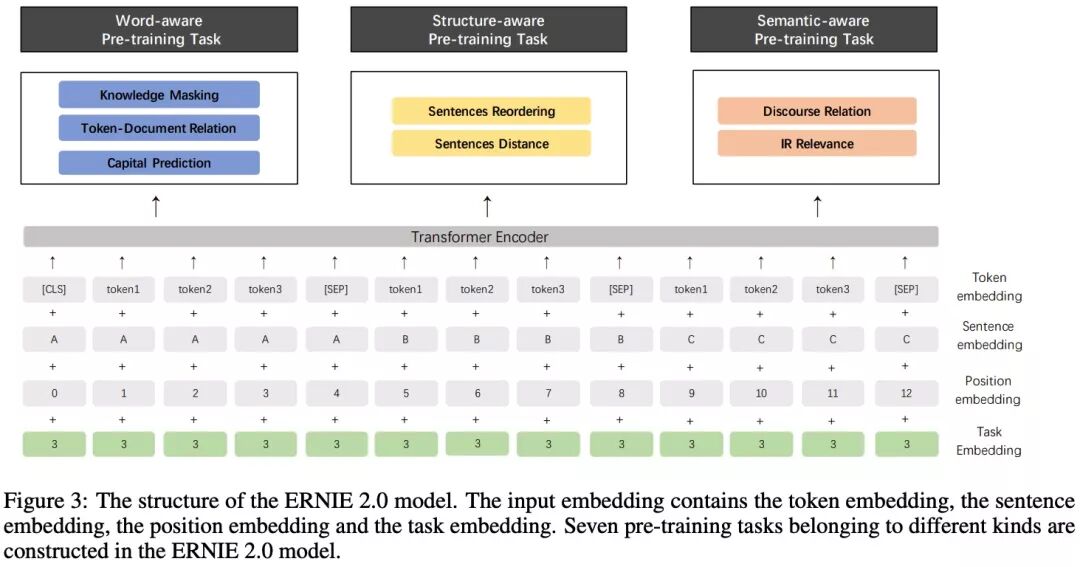 Word-aware
Pre-training Task
Structure-aware
Pre-training Task
Semantic-aware
Pre-training Task
Knowledge Masking
Token-Document Relation
Capital Prediction
Sentences Reordering
Sentences Distance
Discourse Relation
IR Relevance
Transformer Encoder
[CLS] token1 token2 token3 [SEP] token1 token2 token3 [SEP] token1 token2 token3 [SEP]
Token
embedding
+ + + + + + + + + + + + +
A A A A A B B B B C C C C
Sentence
embedding
+ + + + + + + + + + + + +
0 1 2 3 4 5 6 7 8 9 10 11 12
Position
embedding
+ + + + + + + + + + + + +
3 3 3 3 3 3 3 3 3 3 3 3 3
Task
Embedding
Figure 3: The structure of the ERNIE 2.0 model. The input embedding contains the token embedding, the sentence
embedding, the position embedding and the task embedding. Seven pre-training tasks belonging to different kinds are
constructed in the ERNIE 2.0 model.